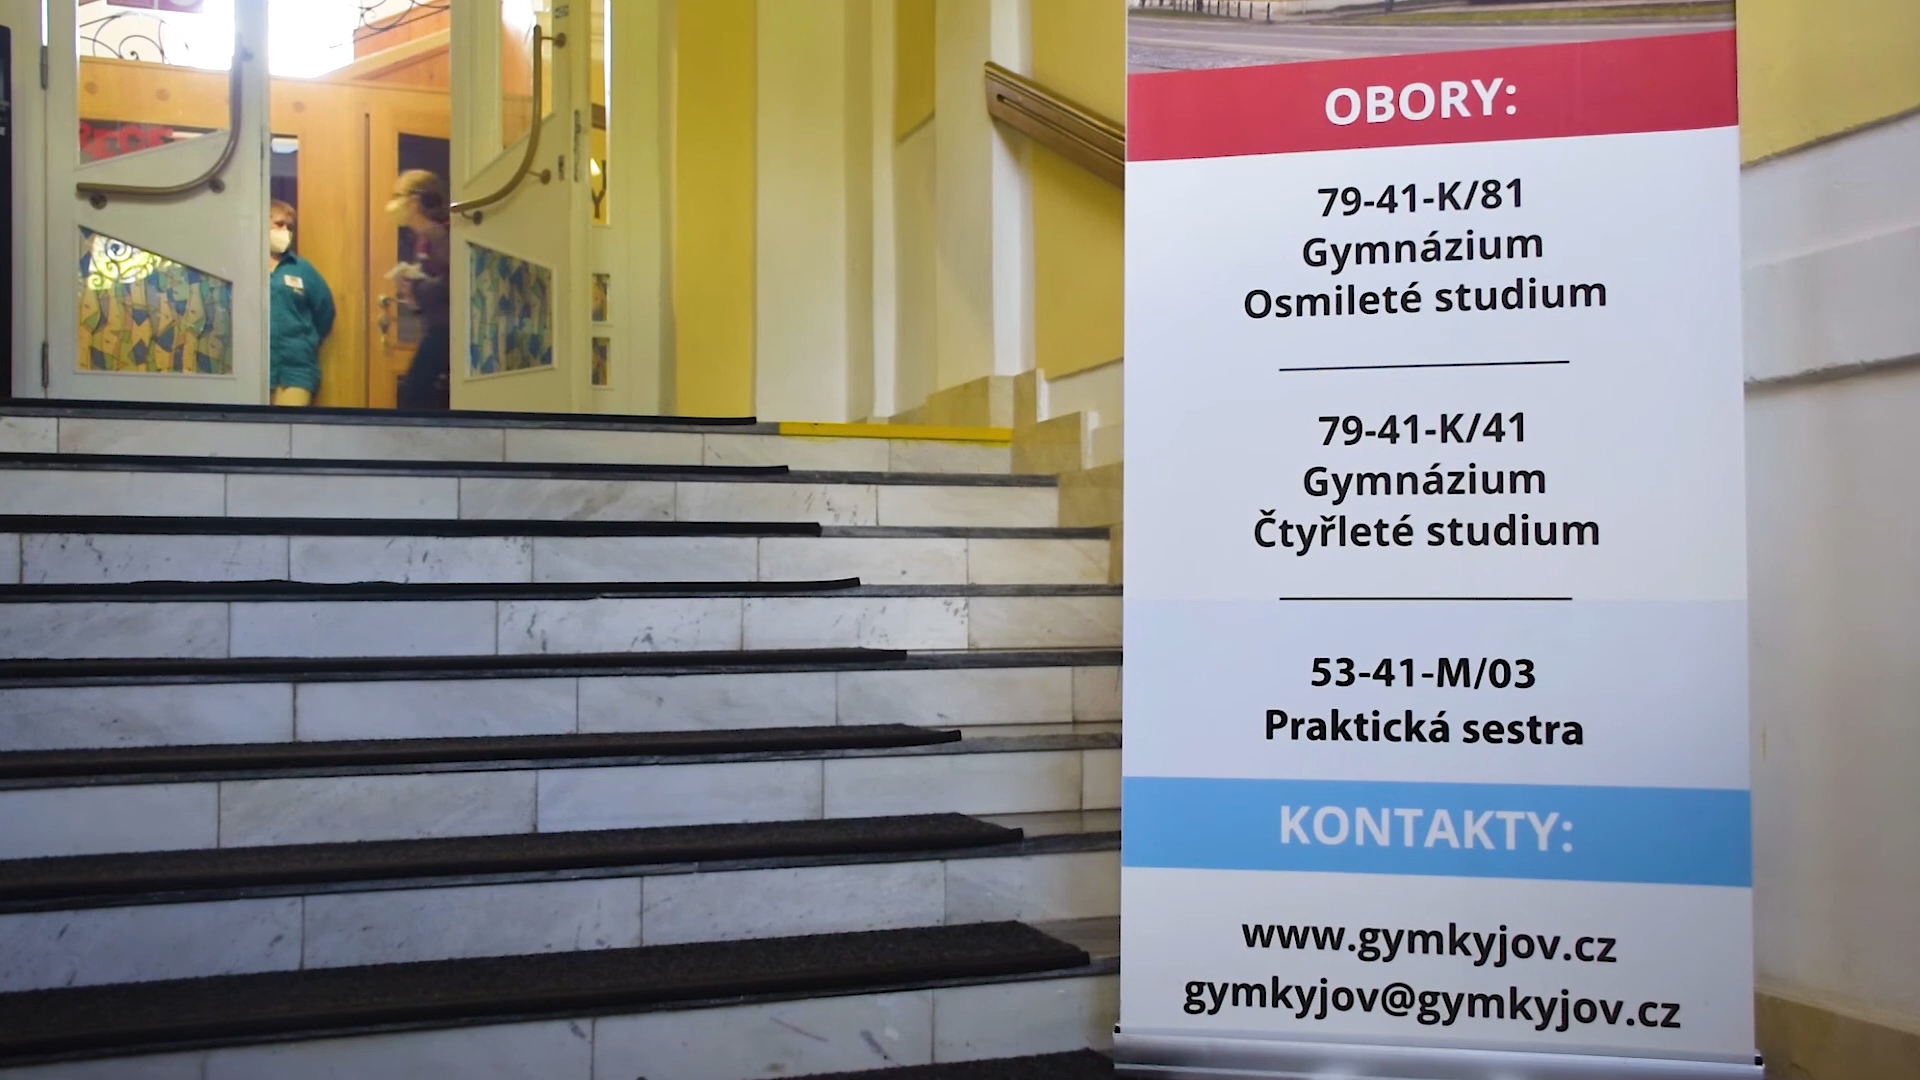 OBORY:
79-41-K/81
Gymnázium
Osmileté studium
79-41-K/41
Gymnázium
Čtyřleté studium
53-41-M/03
Praktická sestra
KONTAKTY:
www.gymkyjov.cz
gymkyjov@gymkyjov.cz